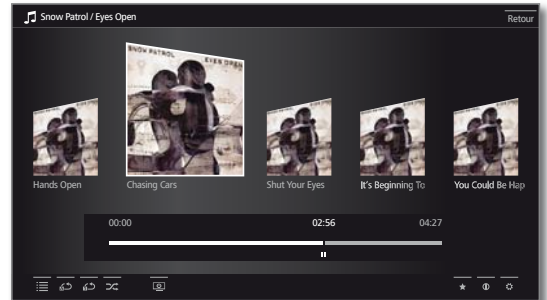 Snow Patrol / Eyes Open
Retour
SNOW PATROL EYES OPEN
Hands Open
Chasing Cars
Shut Your Eyes
It's Beginning To
You Could Be Hap
00:00
02:56
04:27